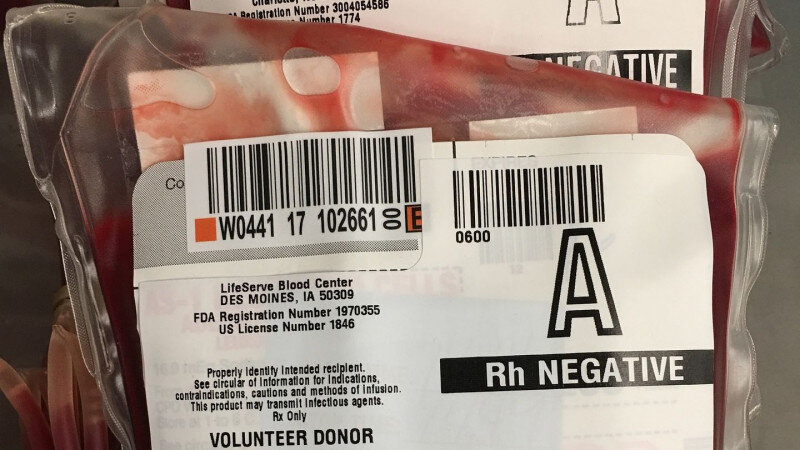 FDA Registration Number 3004054586
Number 1774
A
NEGATIVE
Co
EXPIRES
W0441 17 102661 00 E
0600
A
LifeServe Blood Center
DES MOINES, IA 50309
FDA Registration Number 1970355
US License Number 1846
Rh NEGATIVE
Properly identify intended recipient.
See circular of information for indications,
contraindications, cautions and methods of infusion.
This product may transmit infectious agents.
Rx Only
VOLUNTEER DONOR